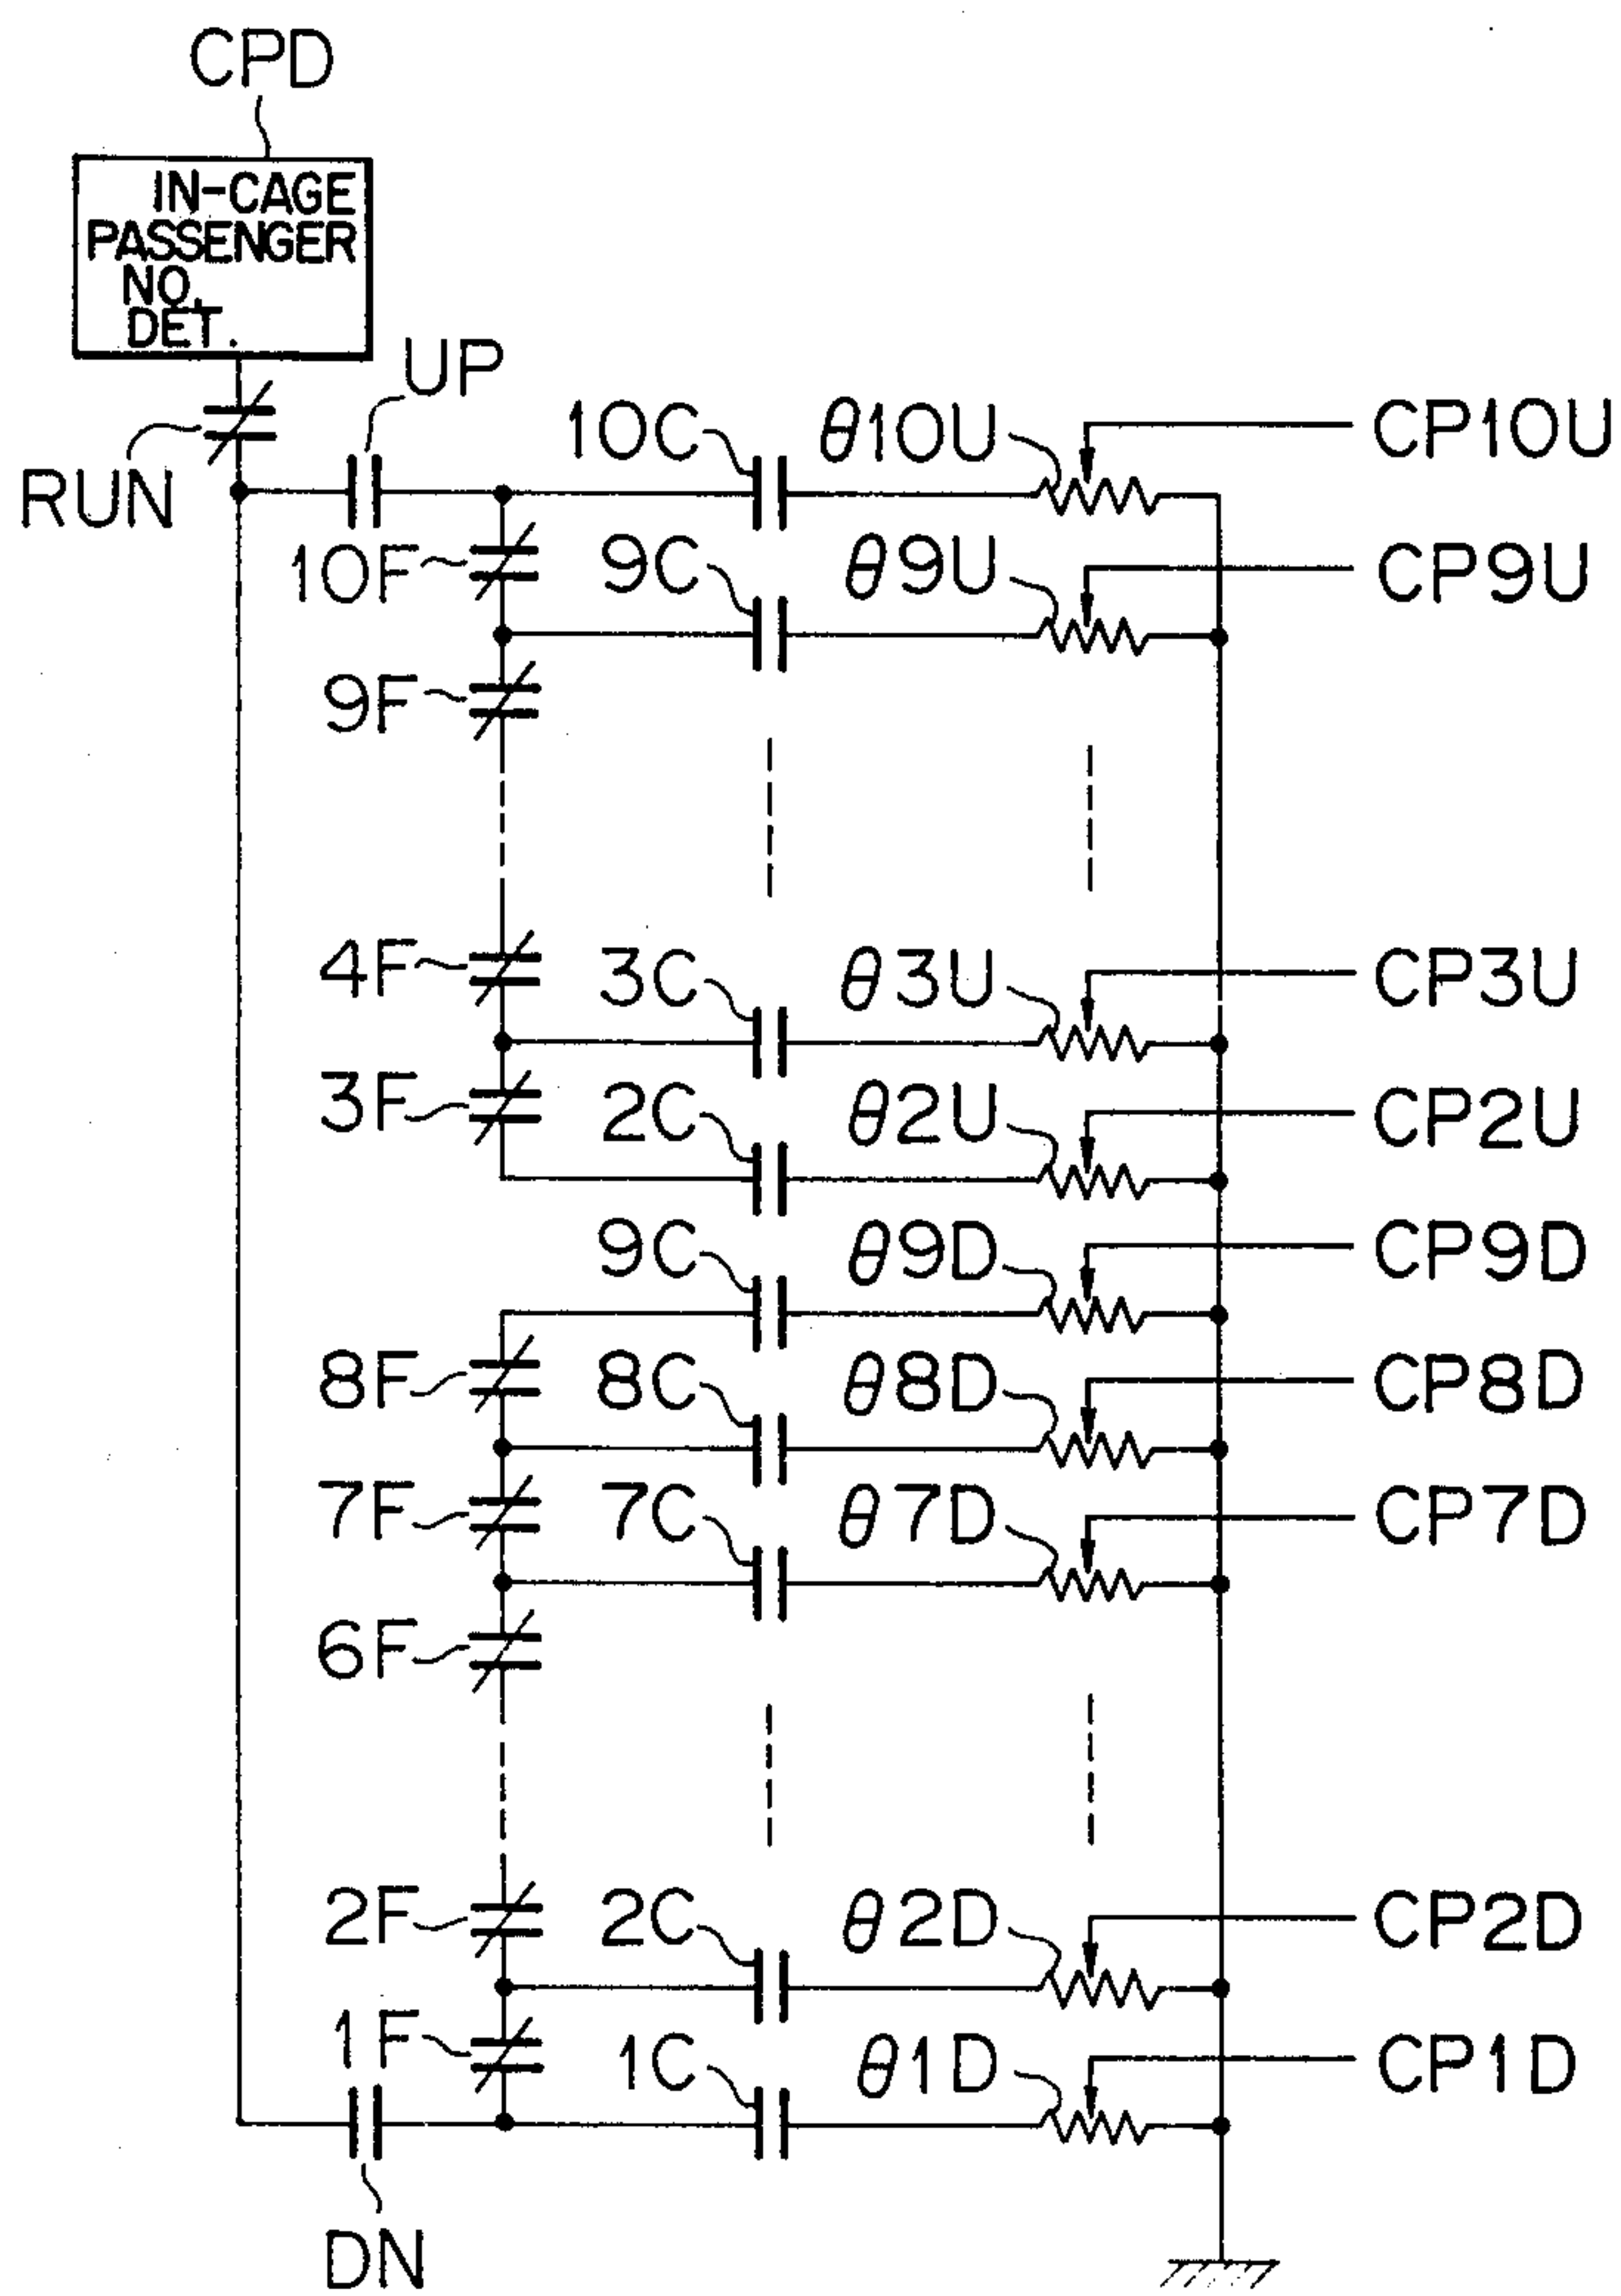 CPD
IN-CAGE
PASSENGER
NO.
DET.
UP
RUN
10C θ10U CP10U
10F 9C θ9U CP9U
9F
4F 3C θ3U CP3U
3F 2C θ2U CP2U
9C θ9D CP9D
8F 8C θ8D CP8D
7F 7C θ7D CP7D
6F
2F 2C θ2D CP2D
1F 1C θ1D CP1D
DN